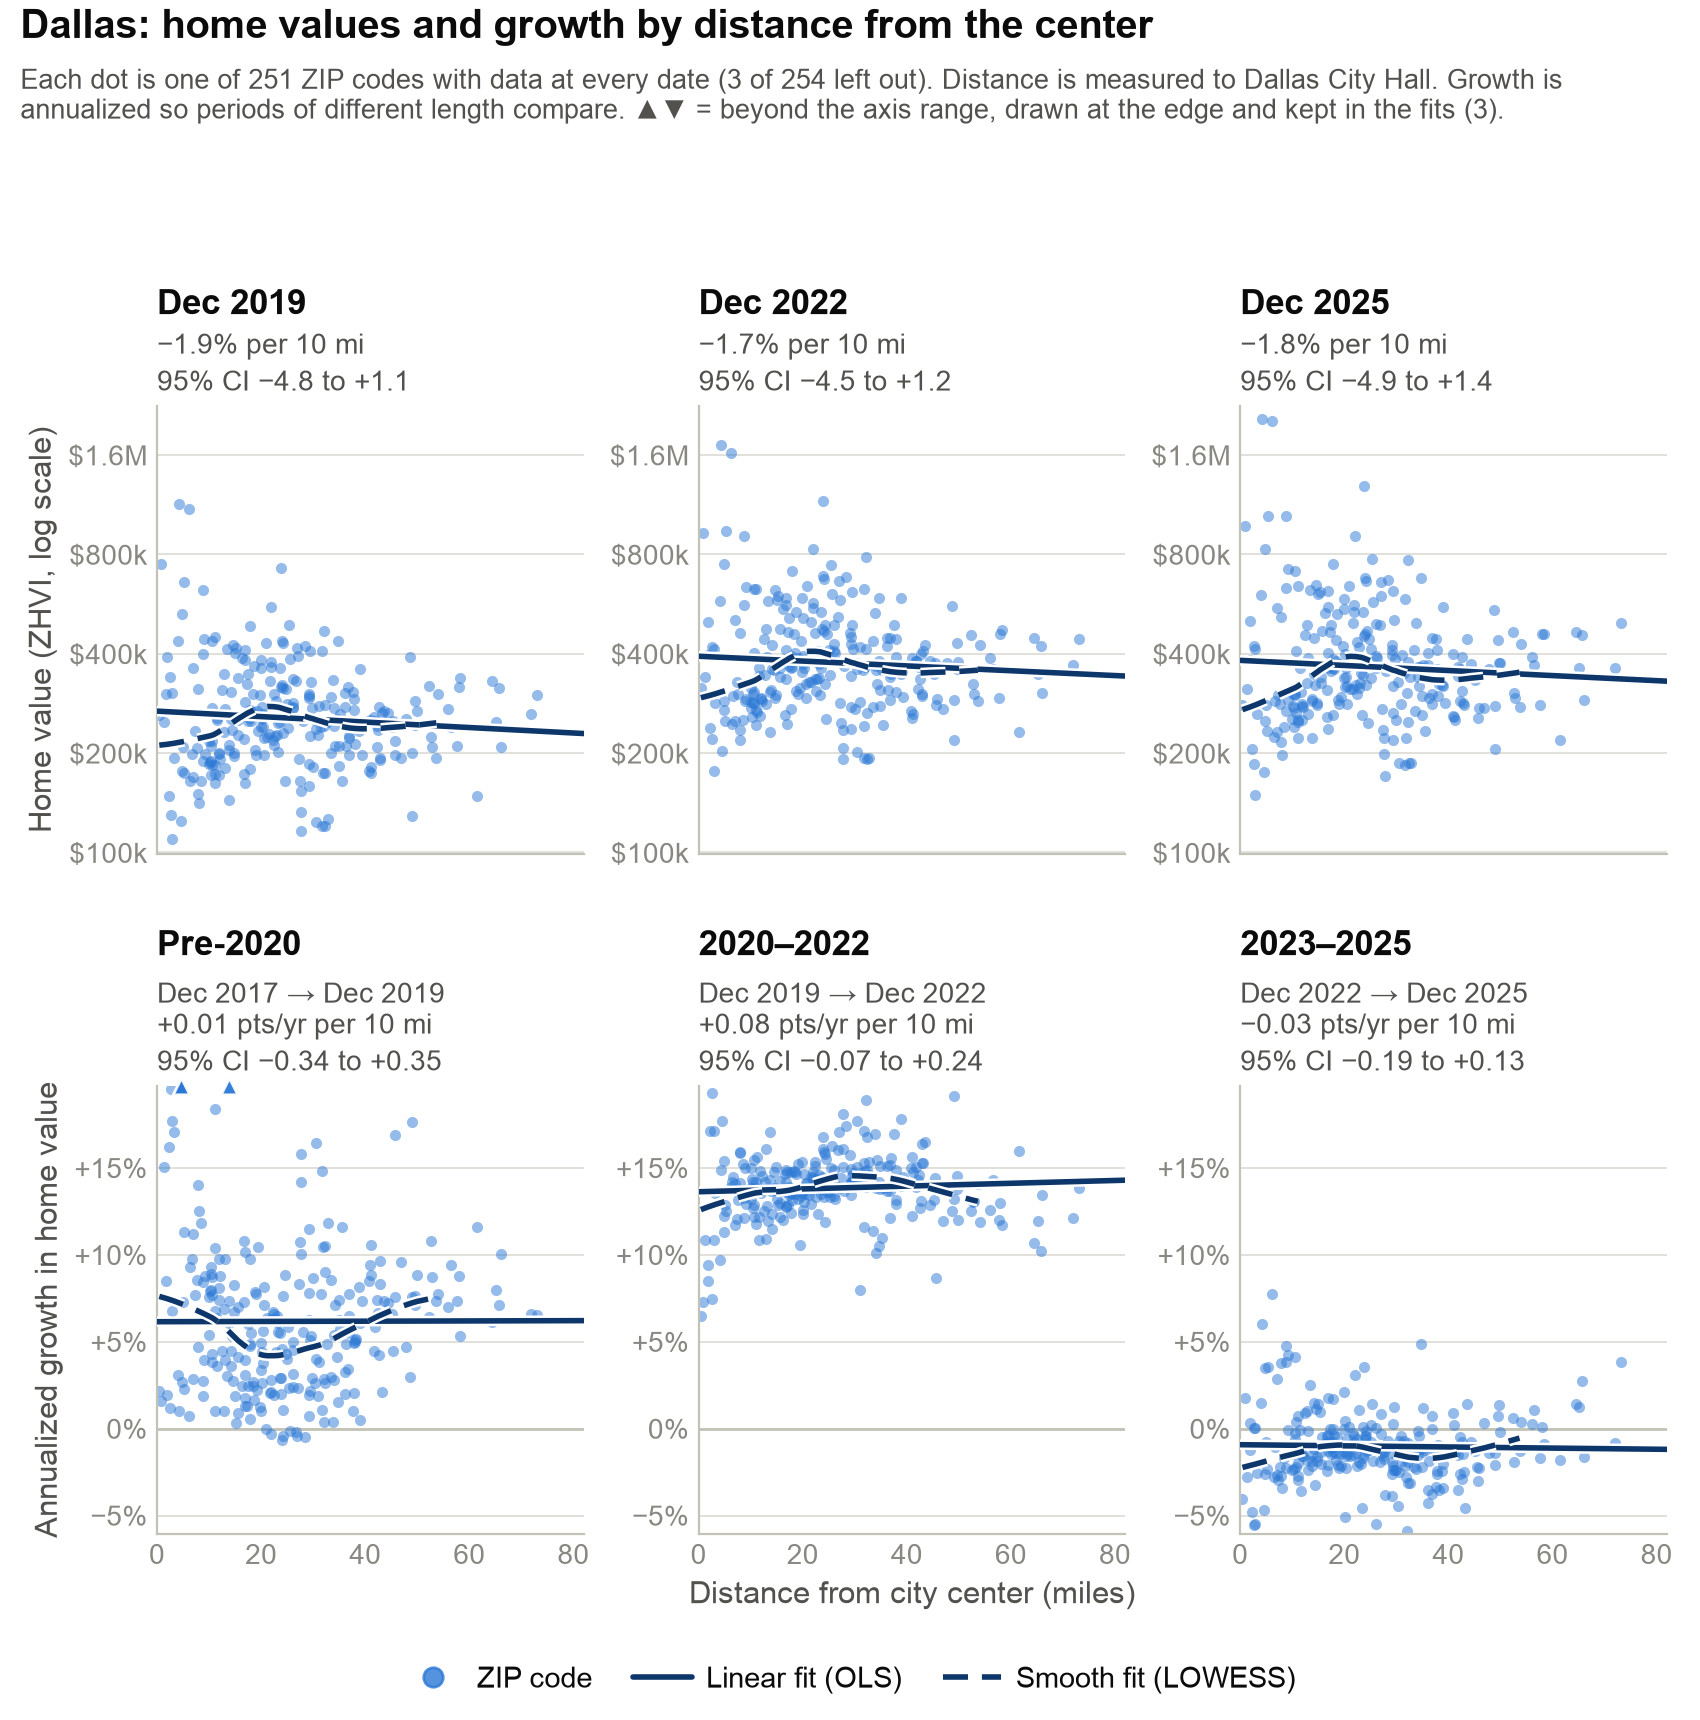 Dallas: home values and growth by distance from the center
Each dot is one of 251 ZIP codes with data at every date (3 of 254 left out). Distance is measured to Dallas City Hall. Growth is
annualized so periods of different length compare. ▲▼ = beyond the axis range, drawn at the edge and kept in the fits (3).
Dec 2019
−1.9% per 10 mi
95% CI −4.8 to +1.1
Dec 2022
−1.7% per 10 mi
95% CI −4.5 to +1.2
Dec 2025
−1.8% per 10 mi
95% CI −4.9 to +1.4
Home value (ZHVI, log scale)
$1.6M
$800k
$400k
$200k
$100k
$1.6M
$800k
$400k
$200k
$100k
$1.6M
$800k
$400k
$200k
$100k
Pre-2020
Dec 2017 → Dec 2019
+0.01 pts/yr per 10 mi
95% CI −0.34 to +0.35
2020–2022
Dec 2019 → Dec 2022
+0.08 pts/yr per 10 mi
95% CI −0.07 to +0.24
2023–2025
Dec 2022 → Dec 2025
−0.03 pts/yr per 10 mi
95% CI −0.19 to +0.13
Annualized growth in home value
+15%
+10%
+5%
0%
−5%
+15%
+10%
+5%
0%
−5%
+15%
+10%
+5%
0%
−5%
0 20 40 60 80
0 20 40 60 80
0 20 40 60 80
Distance from city center (miles)
ZIP code
Linear fit (OLS)
Smooth fit (LOWESS)